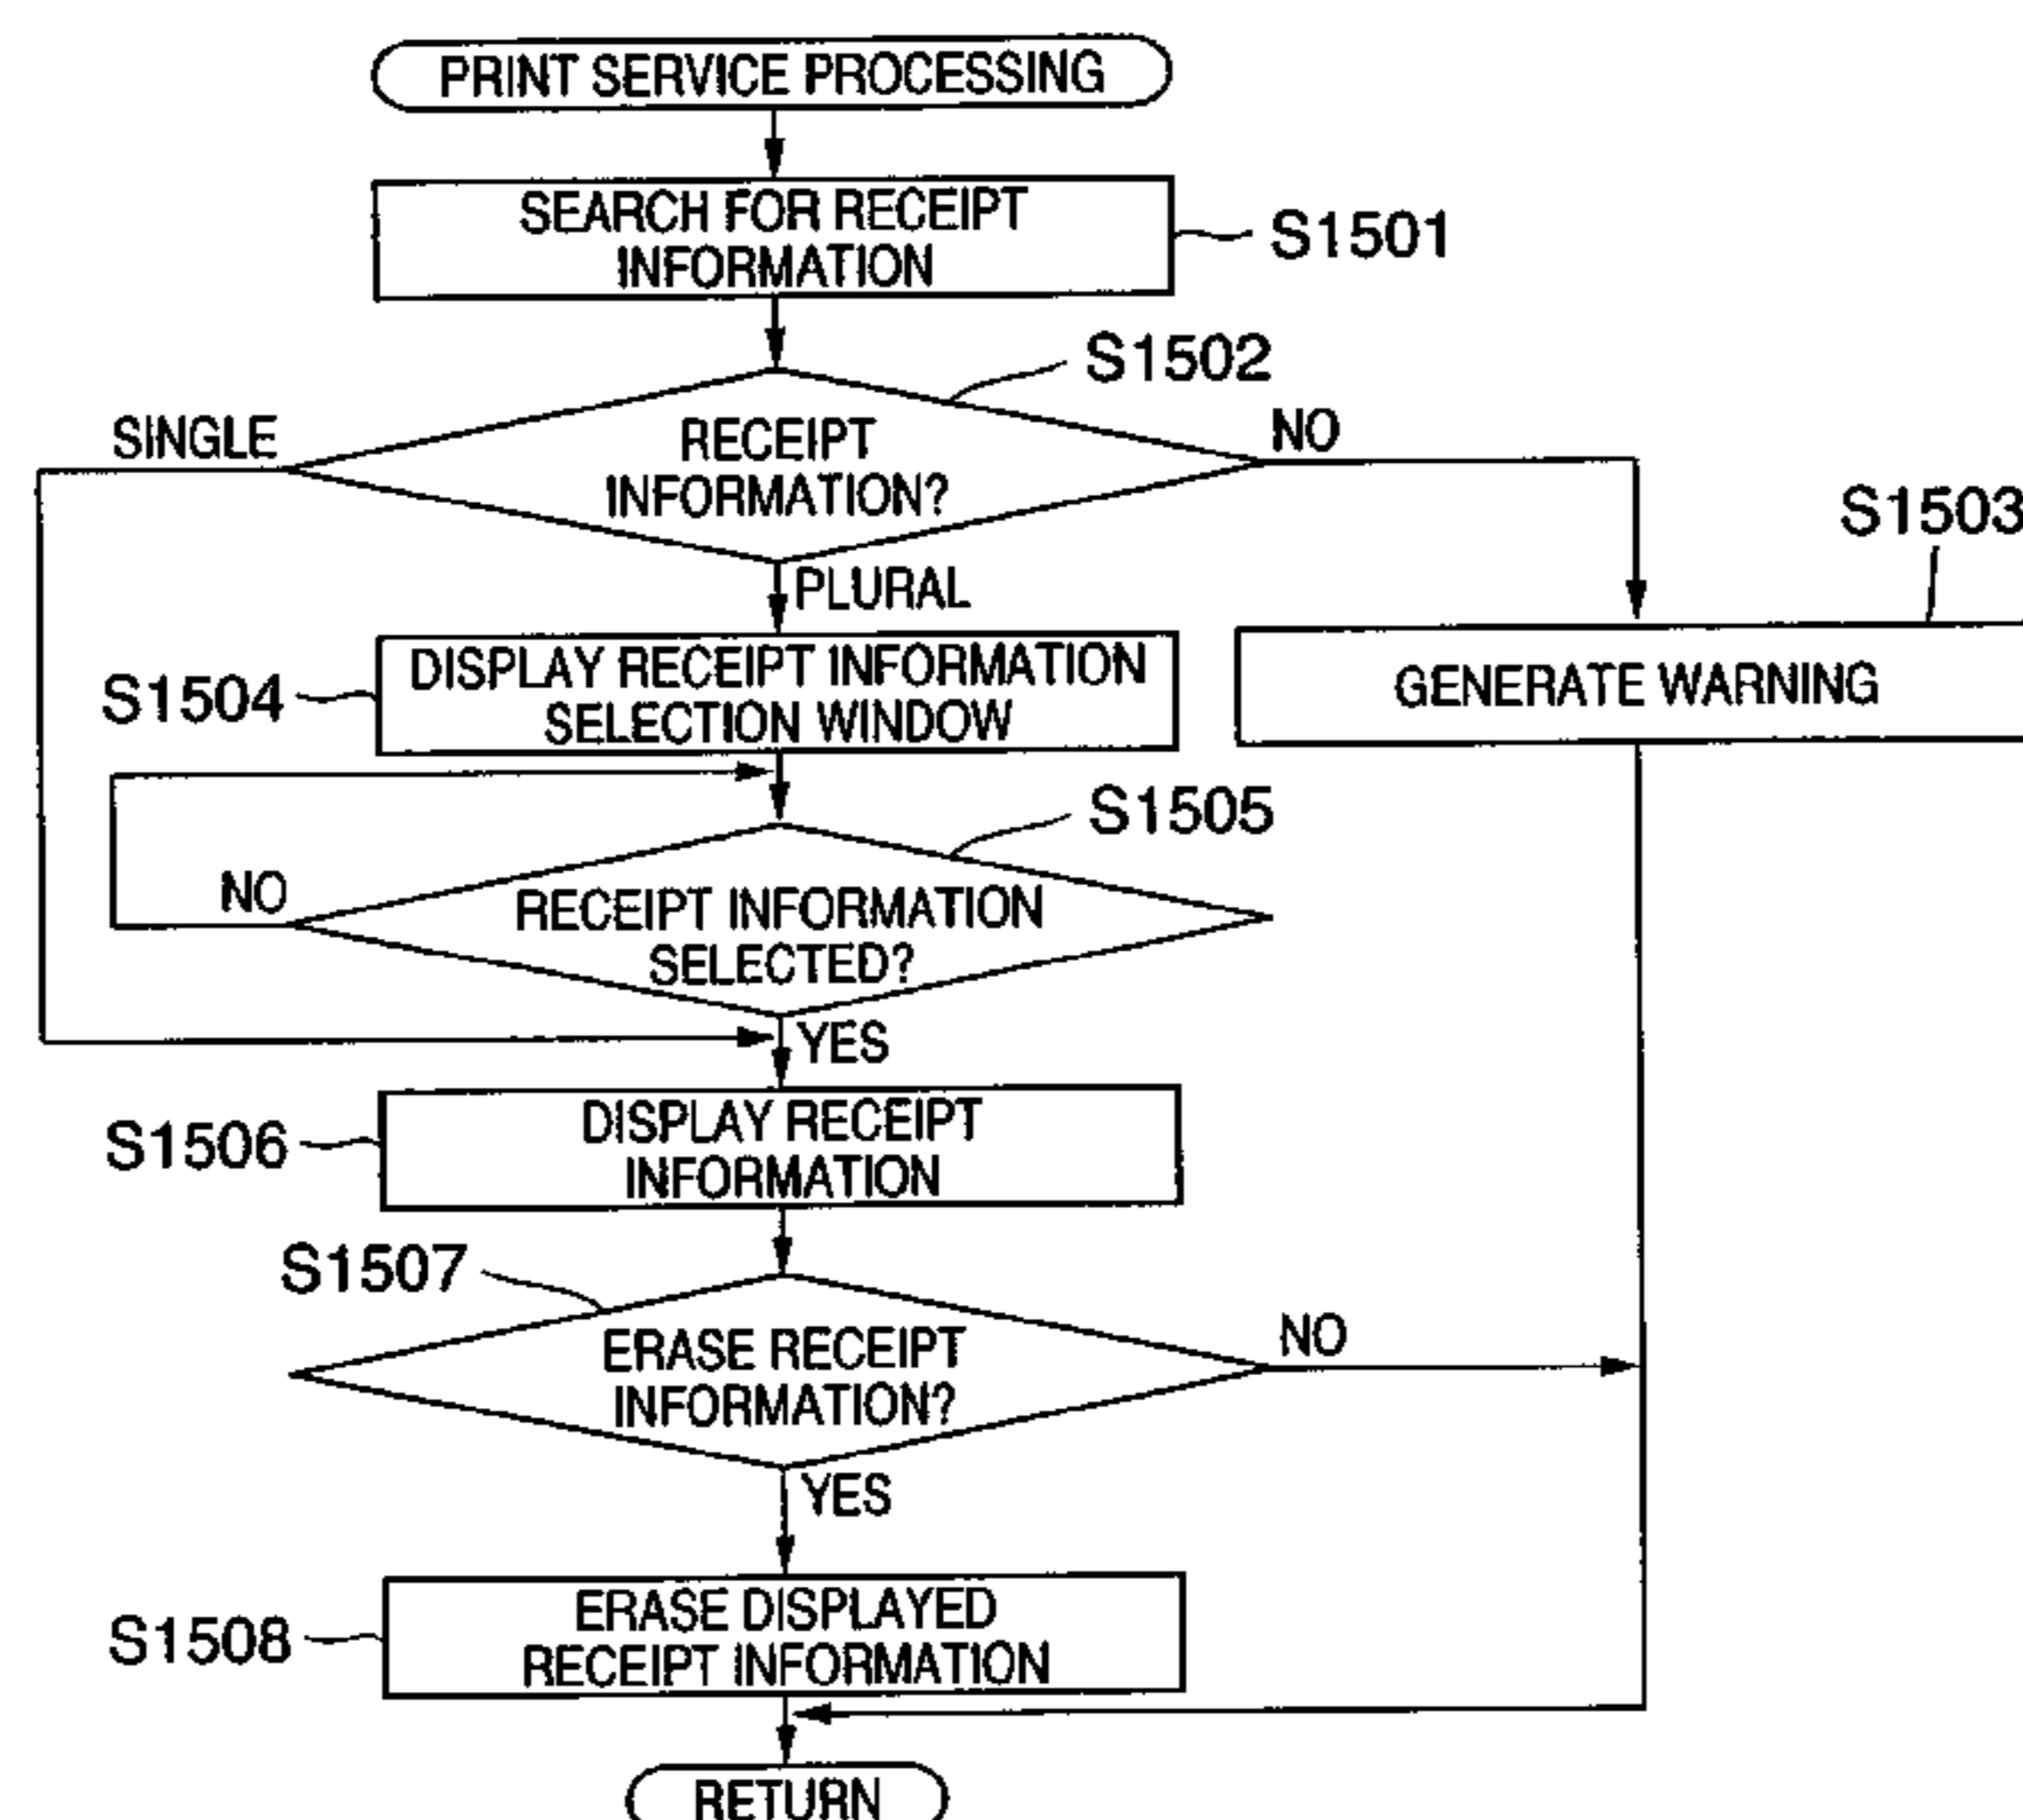 PRINT SERVICE PROCESSING
SEARCH FOR RECEIPT
INFORMATION
S1501
S1502
SINGLE
RECEIPT
INFORMATION?
NO
S1503
PLURAL
S1504
DISPLAY RECEIPT INFORMATION
SELECTION WINDOW
GENERATE WARNING
S1505
NO
RECEIPT INFORMATION
SELECTED?
YES
S1506
DISPLAY RECEIPT
INFORMATION
S1507
ERASE RECEIPT
INFORMATION?
NO
YES
S1508
ERASE DISPLAYED
RECEIPT INFORMATION
RETURN